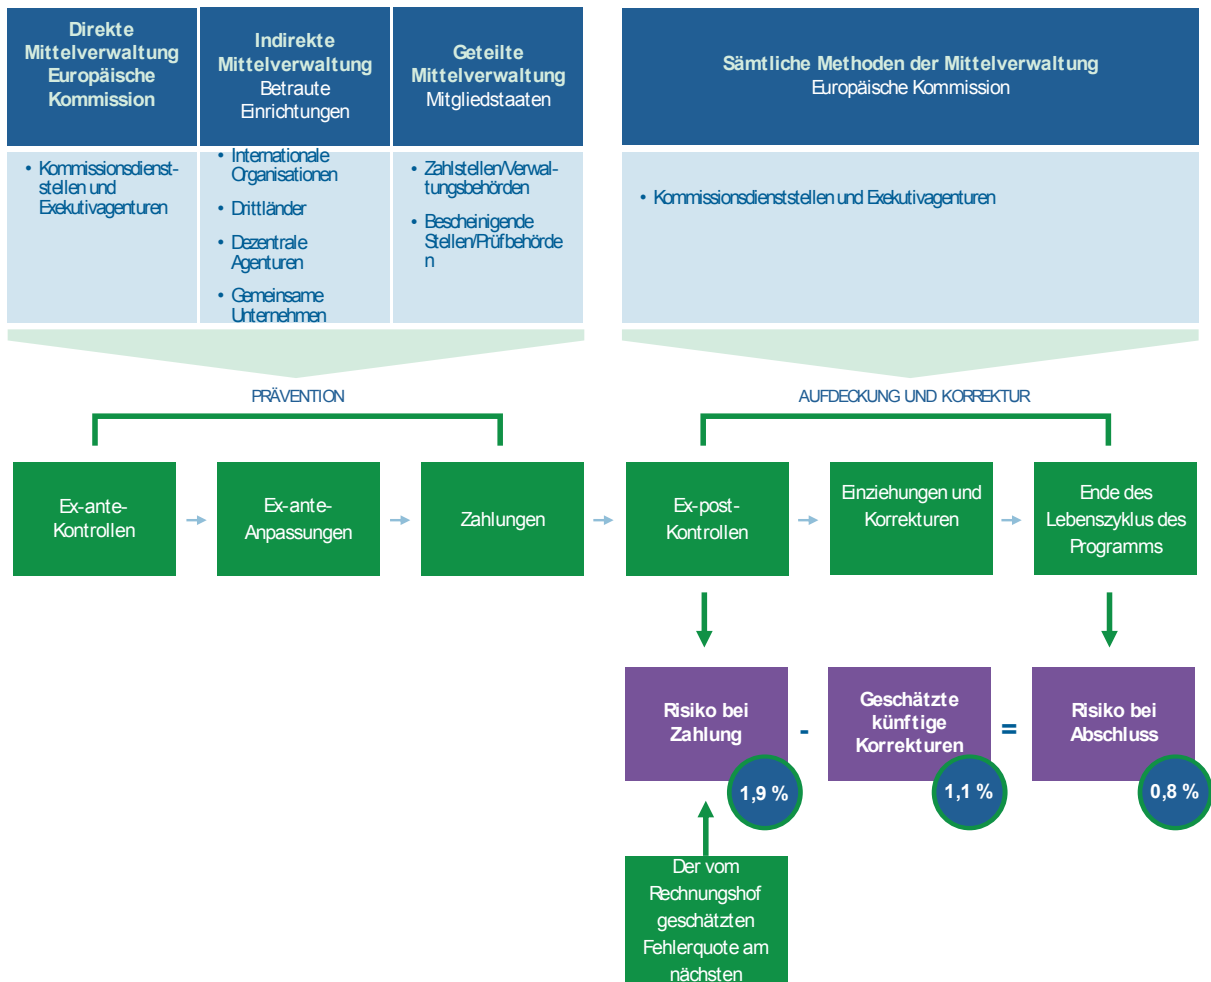 Direkte
Mittelverwaltung
Europäische
Kommission
Indirekte
Mittelverwaltung
Betraute
Einrichtungen
Geteilte
Mittelverwaltung
Mitgliedstaaten
Sämtliche Methoden der Mittelverwaltung
Europäische Kommission
• Kommissionsdienst-
stellen und
Exekutivagenturen
• Internationale
Organisationen
• Drittländer
• Dezentrale
Agenturen
• Gemeinsame
Unternehmen
• Zahlstellen/Verwal-
tungsbehörden
• Bescheinigende
Stellen/Prüfbehörde
n
• Kommissionsdienststellen und Exekutivagenturen
PRÄVENTION
AUFDECKUNG UND KORREKTUR
Ex-ante-
Kontrollen
Ex-ante-
Anpassungen
Zahlungen
Ex-post-
Kontrollen
Einziehungen und
Korrekturen
Ende des
Lebenszyklus des
Programms
Risiko bei
Zahlung
1,9 %
-
Geschätzte
künftige
Korrekturen
1,1 %
=
Risiko bei
Abschluss
0,8 %
Der vom
Rechnungshof
geschätzten
Fehlerquote am
nächsten